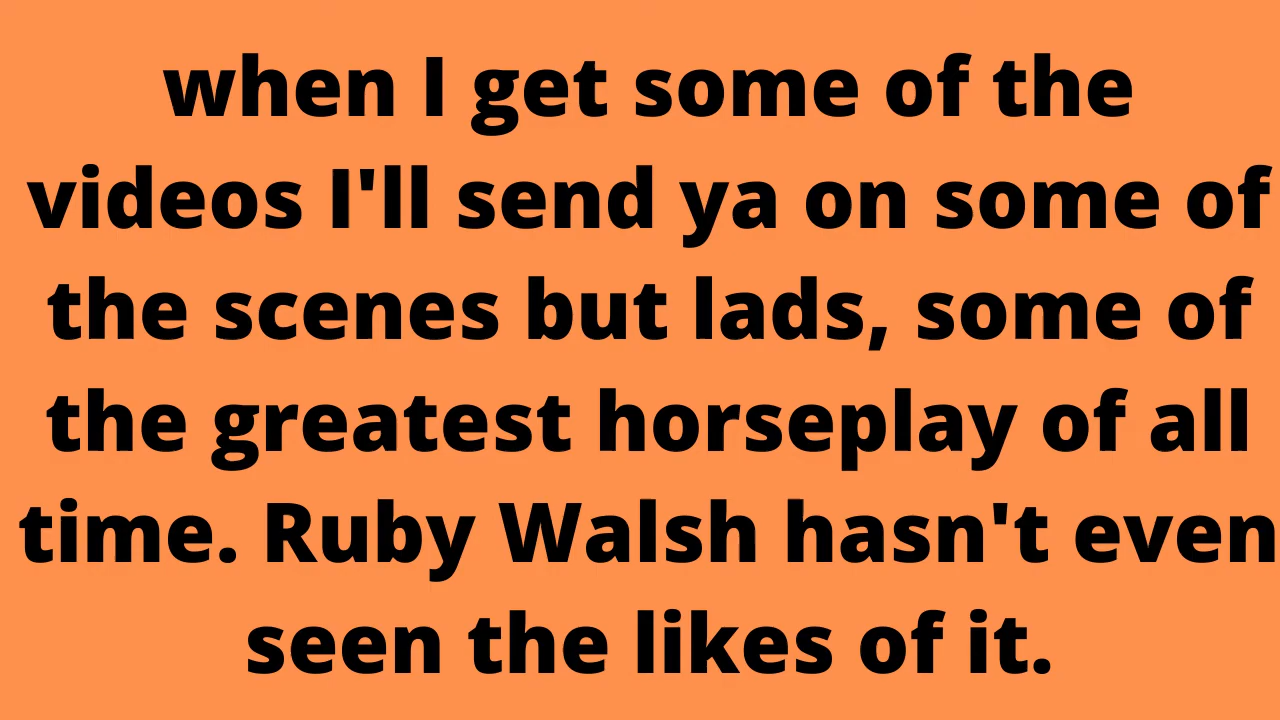 when I get some of the
videos I'll send ya on some of
the scenes but lads, some of
the greatest horseplay of all
time. Ruby Walsh hasn't even
seen the likes of it.